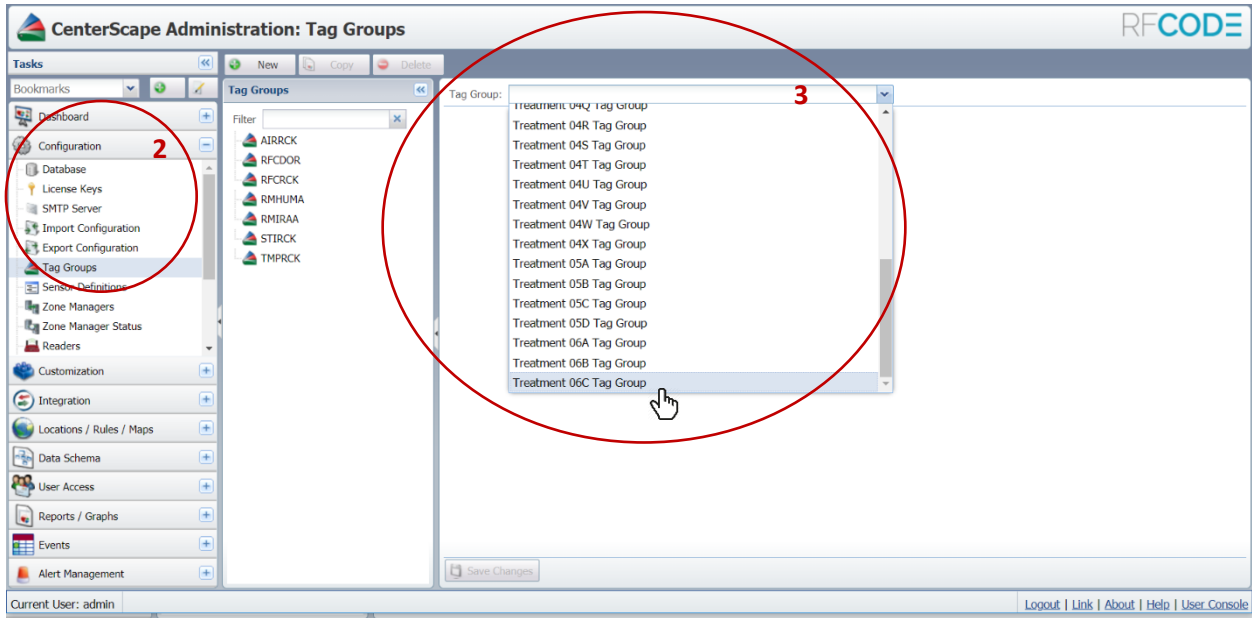 CenterScape Administration: Tag Groups
RFCODE
Tasks
New
Copy
Delete
Bookmarks
Dashboard
Configuration
2
Database
License Keys
SMTP Server
Import Configuration
Export Configuration
Tag Groups
Sensor Definitions
Zone Managers
Zone Manager Status
Readers
Customization
Integration
Locations / Rules / Maps
Data Schema
User Access
Reports / Graphs
Events
Alert Management
Tag Groups
Filter
AIRRCK
RFCDOR
RFCRCK
RMHUMA
RMIRAA
STIRCK
TMPRCK
Tag Group:
3
Treatment 04Q Tag Group
Treatment 04R Tag Group
Treatment 04S Tag Group
Treatment 04T Tag Group
Treatment 04U Tag Group
Treatment 04V Tag Group
Treatment 04W Tag Group
Treatment 04X Tag Group
Treatment 05A Tag Group
Treatment 05B Tag Group
Treatment 05C Tag Group
Treatment 05D Tag Group
Treatment 06A Tag Group
Treatment 06B Tag Group
Treatment 06C Tag Group
Save Changes
Current User: admin
Logout | Link | About | Help | User Console